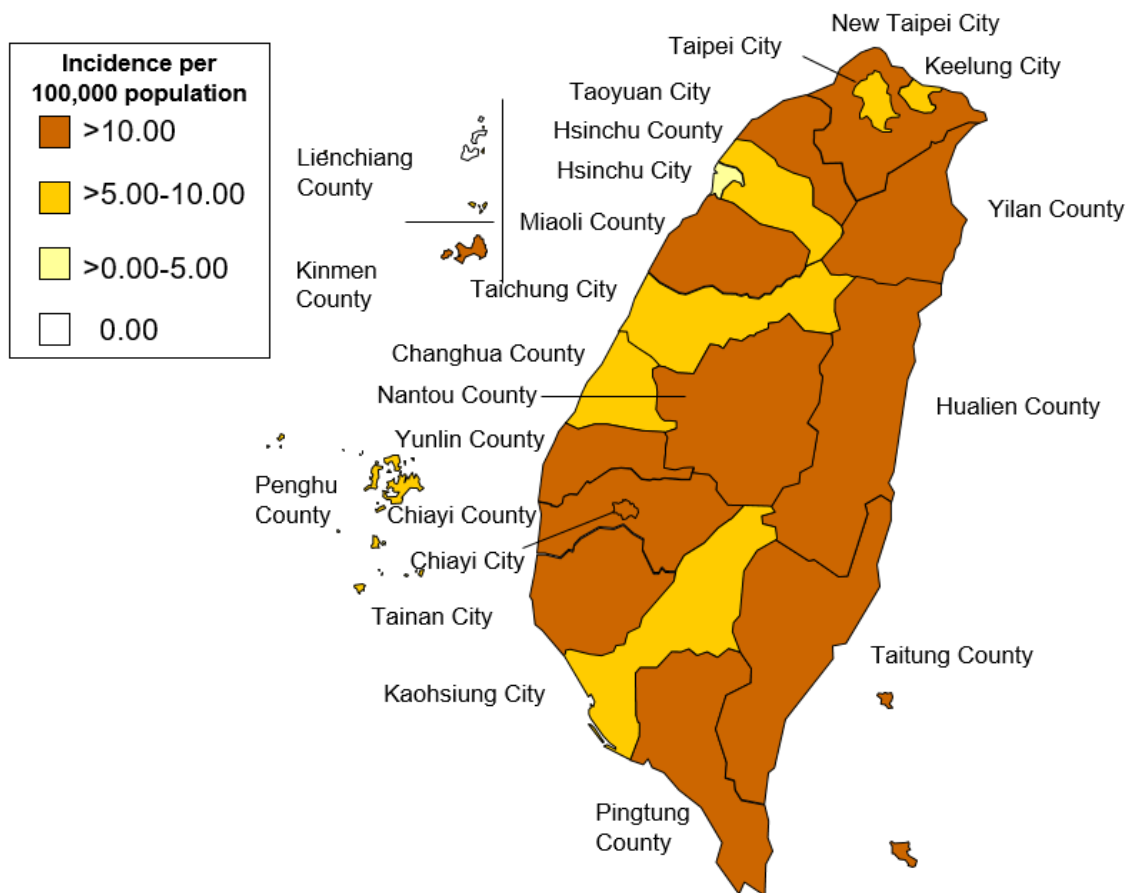 Incidence per
100,000 population
>10.00
>5.00-10.00
>0.00-5.00
0.00
New Taipei City
Taipei City
Keelung City
Taoyuan City
Hsinchu County
Hsinchu City
Lienchiang
County
Miaoli County
Yilan County
Kinmen
County
Taichung City
Changhua County
Nantou County
Hualien County
Yunlin County
Penghu
County
Chiayi County
Chiayi City
Tainan City
Taitung County
Kaohsiung City
Pingtung
County